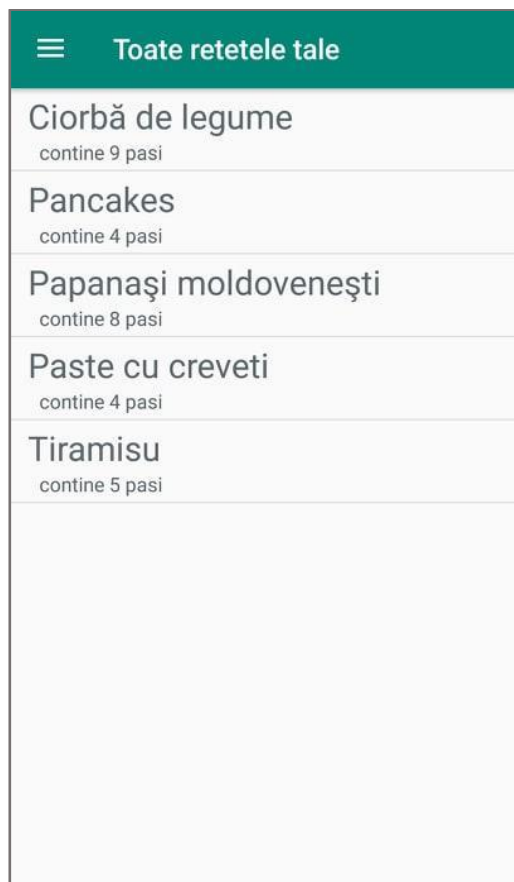 Toate retetele tale
Ciorbă de legume
contine 9 pasi
Pancakes
contine 4 pasi
Papanaşi moldoveneşti
contine 8 pasi
Paste cu creveti
contine 4 pasi
Tiramisu
contine 5 pasi